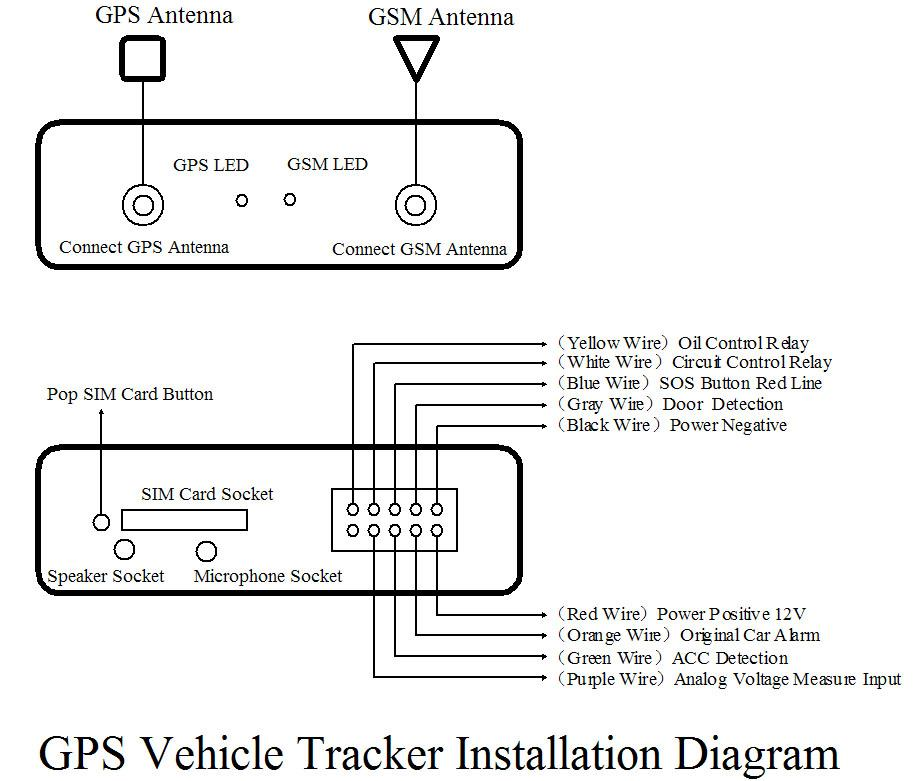 GPS Antenna
GSM Antenna
GPS LED
GSM LED
Connect GPS Antenna
Connect GSM Antenna
（Yellow Wire）Oil Control Relay
（White Wire）Circuit Control Relay
（Blue Wire）SOS Button Red Line
（Gray Wire）Door Detection
（Black Wire）Power Negative
Pop SIM Card Button
SIM Card Socket
Speaker Socket
Microphone Socket
（Red Wire）Power Positive 12V
（Orange Wire）Original Car Alarm
（Green Wire）ACC Detection
（Purple Wire）Analog Voltage Measure Input
GPS Vehicle Tracker Installation Diagram